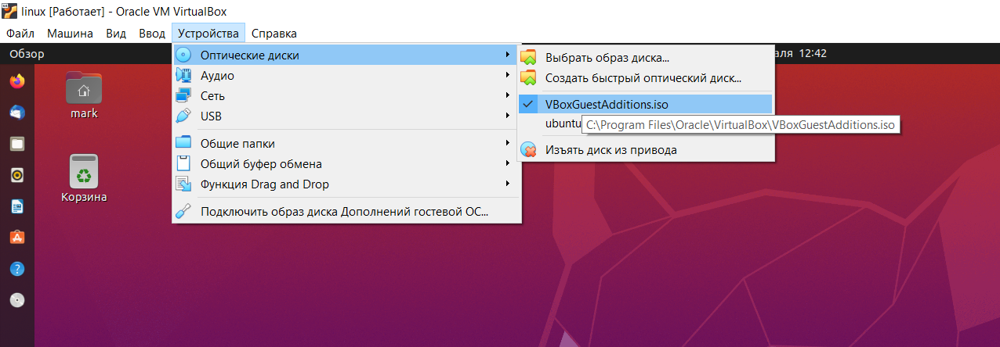 linux [Работает] - Oracle VM VirtualBox
Файл Машина Вид Ввод Устройства Справка
Обзор
аля 12:42
Оптические диски
Аудио
Сеть
USB
Общие папки
Общий буфер обмена
Функция Drag and Drop
Подключить образ диска Дополнений гостевой ОС...
Выбрать образ диска...
Создать быстрый оптический диск...
VBoxGuestAdditions.iso
ubuntu
C:\Program Files\Oracle\VirtualBox\VBoxGuestAdditions.iso
Изъять диск из привода
mark
Корзина